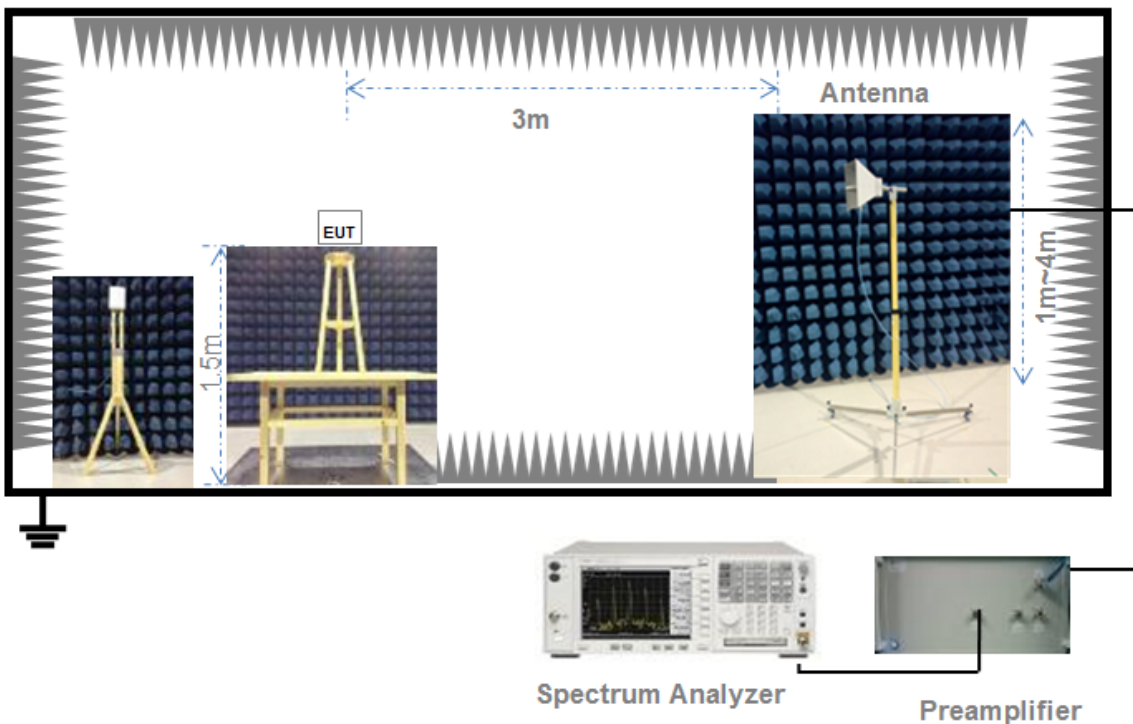 Antenna
3m
EUT
1.5m
1m~4m
Spectrum Analyzer
Preamplifier